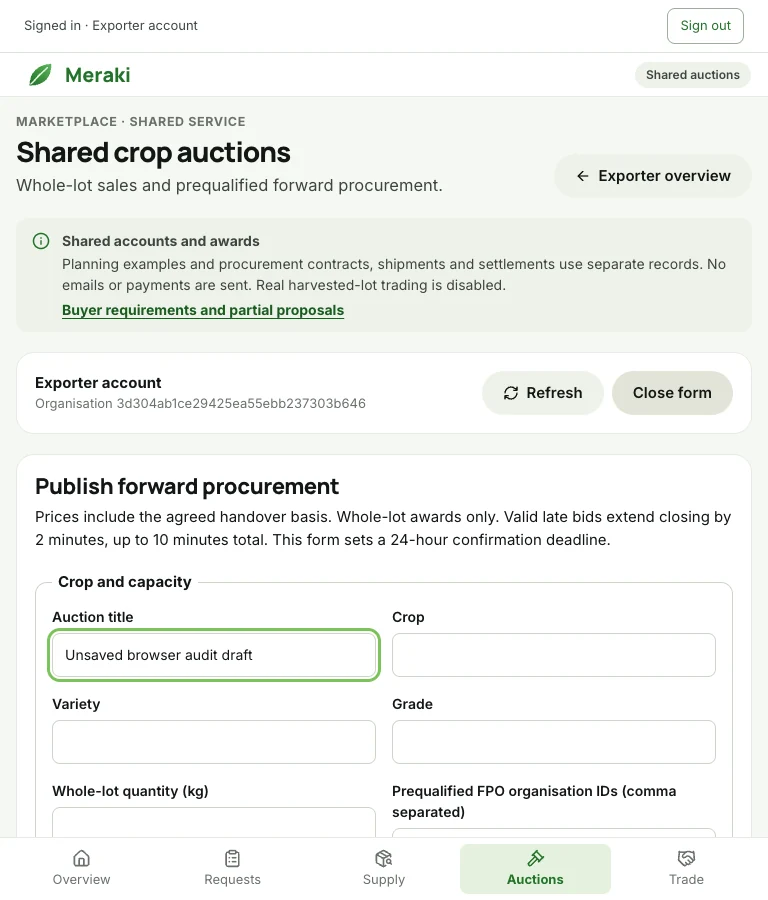 Signed in · Exporter account
Sign out
Meraki
Shared auctions
MARKETPLACE · SHARED SERVICE
Shared crop auctions
Whole-lot sales and prequalified forward procurement.
Exporter overview
Shared accounts and awards
Planning examples and procurement contracts, shipments and settlements use separate records. No
emails or payments are sent. Real harvested-lot trading is disabled.
Buyer requirements and partial proposals
Exporter account
Organisation 3d304ab1ce29425ea55ebb237303b646
Refresh
Close form
Publish forward procurement
Prices include the agreed handover basis. Whole-lot awards only. Valid late bids extend closing by
2 minutes, up to 10 minutes total. This form sets a 24-hour confirmation deadline.
Crop and capacity
Auction title
Crop
Unsaved browser audit draft
Variety
Grade
Whole-lot quantity (kg)
Prequalified FPO organisation IDs (comma
separated)
Overview
Requests
Supply
Auctions
Trade